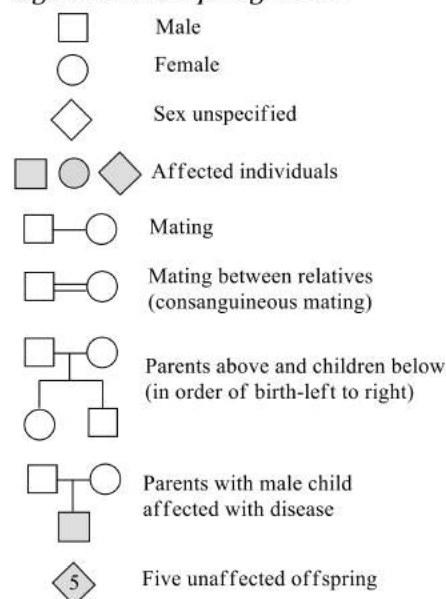 Male
Female
Sex unspecified
Affected individuals
Mating
Mating between relatives
(consanguineous mating)
Parents above and children below
(in order of birth-left to right)
Parents with male child
affected with disease
5 Five unaffected offspring